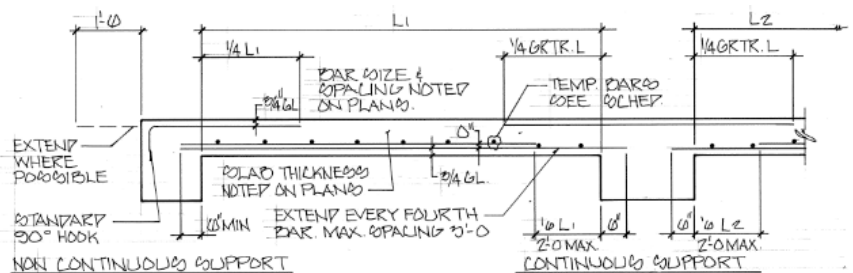 1'-6
L1
L2
1/4 L1
1/4 GRTR. L
1/4 GRTR. L
BAR SIZE &
SPACING NOTED
ON PLANS.
TEMP. BARS
SEE SCHED.
3/4 CL
EXTEND
WHERE
POSSIBLE
0"
SLAB THICKNESS
NOTED ON PLANS
3/4 CL.
STANDARD
90° HOOK
6" MIN
EXTEND EVERY FOURTH
BAR. MAX. SPACING 3'-0
1/6 L1
6"
6"
1/6 L2
2'-0 MAX.
2'-0 MAX.
NON CONTINUOUS SUPPORT
CONTINUOUS SUPPORT